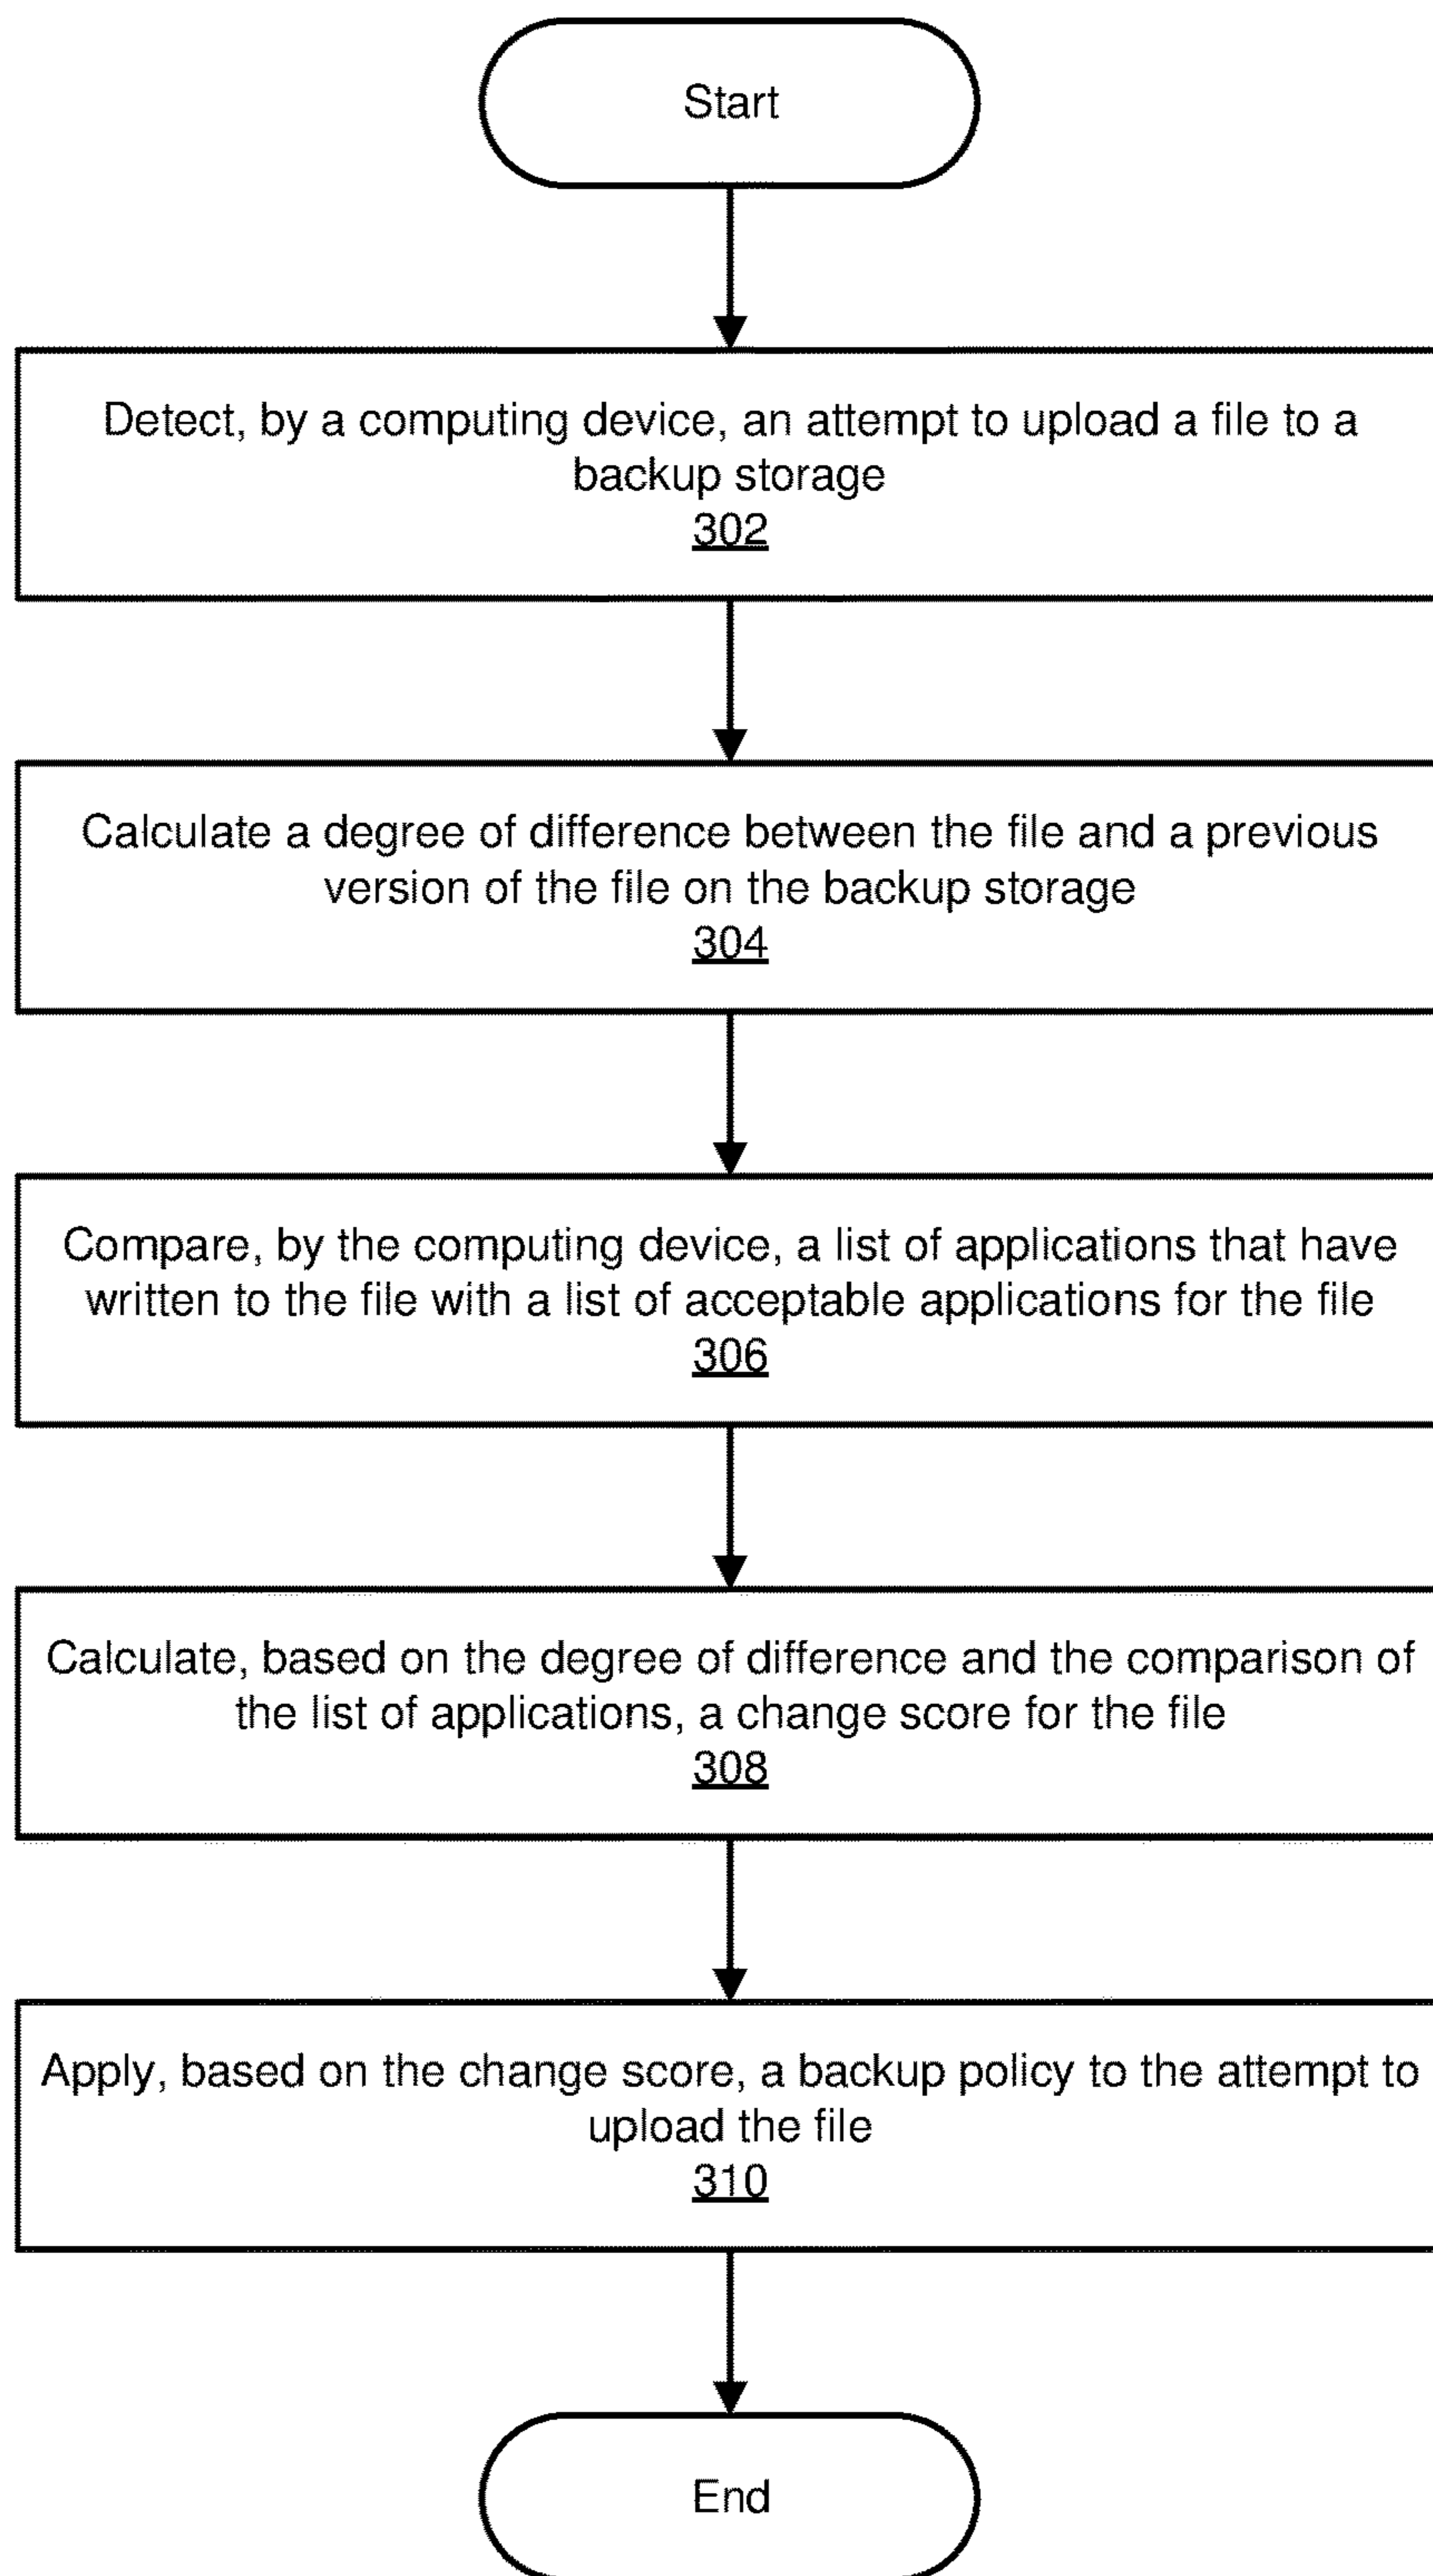 Start
Detect, by a computing device, an attempt to upload a file to a
backup storage
302
Calculate a degree of difference between the file and a previous
version of the file on the backup storage
304
Compare, by the computing device, a list of applications that have
written to the file with a list of acceptable applications for the file
306
Calculate, based on the degree of difference and the comparison of
the list of applications, a change score for the file
308
Apply, based on the change score, a backup policy to the attempt to
upload the file
310
End